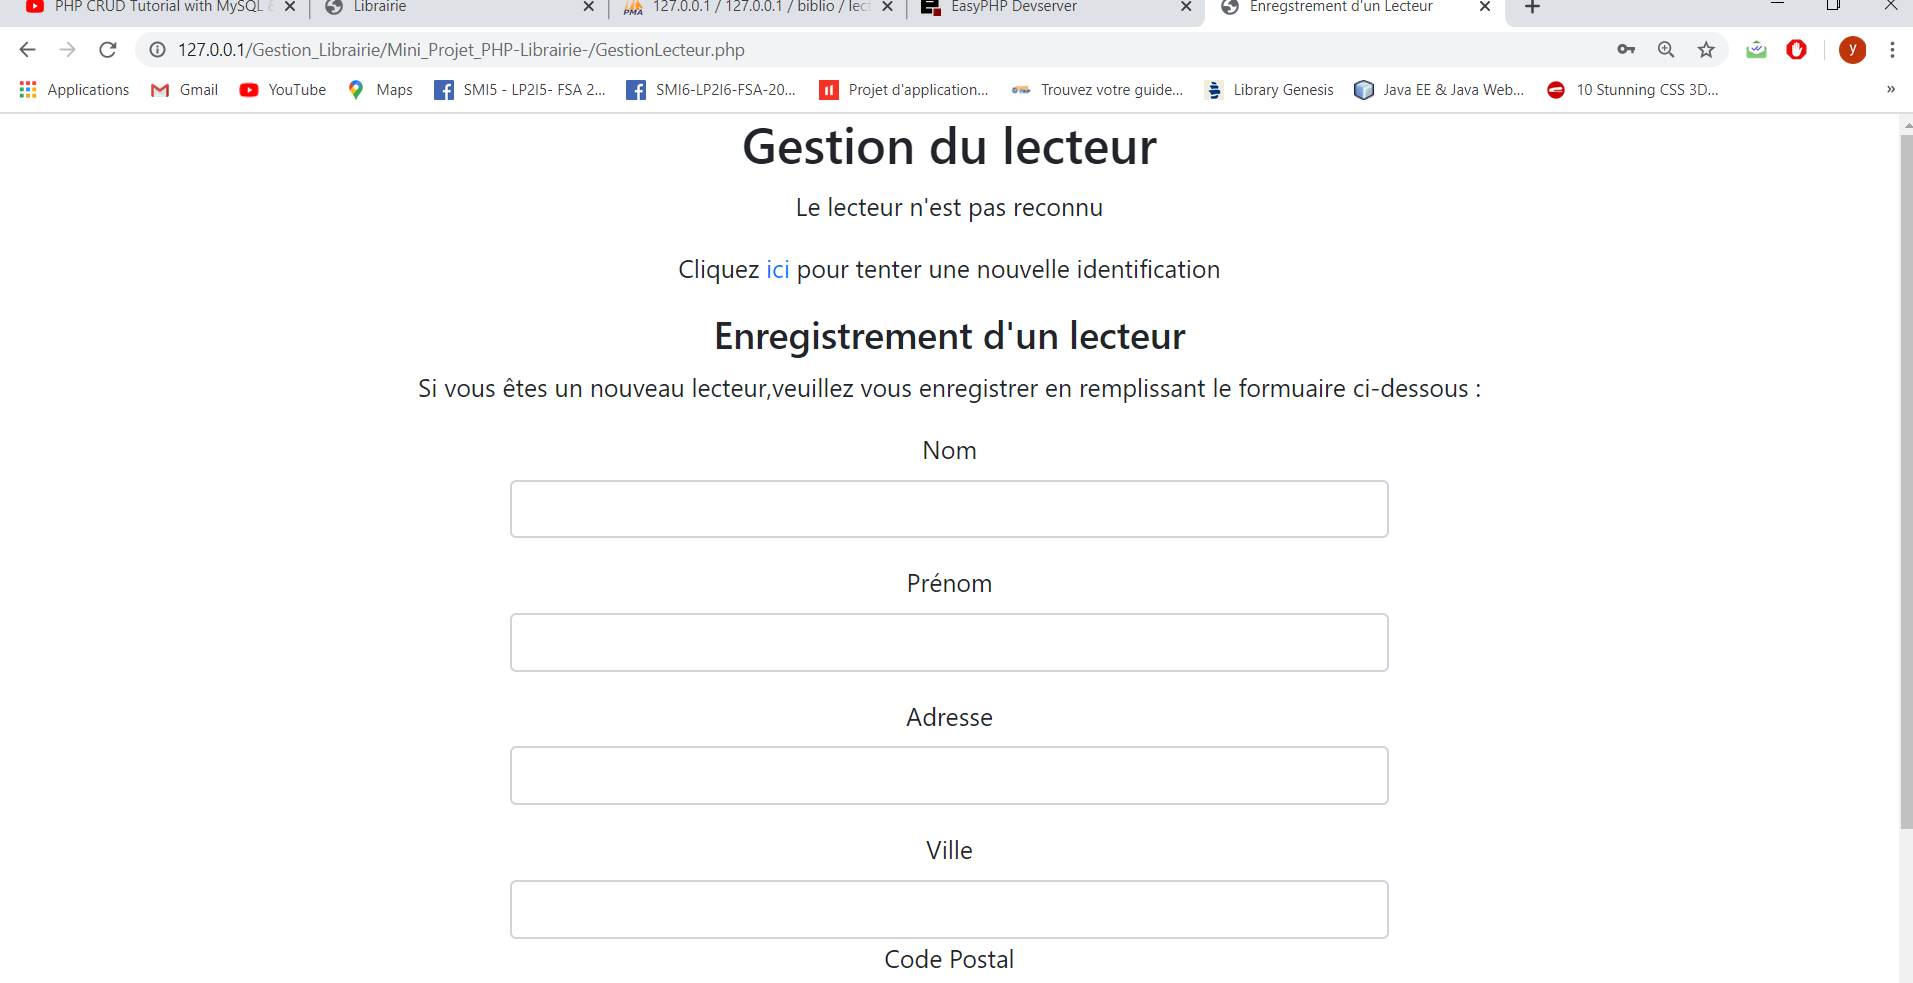 PHP CRUD Tutorial with MySQL
Librairie
127.0.0.1 / 127.0.0.1 / biblio / lect
EasyPHP Devserver
Enregstrement d'un Lecteur
127.0.0.1/Gestion_Librairie/Mini_Projet_PHP-Librairie-/GestionLecteur.php
y
Applications
Gmail
YouTube
Maps
SMI5 - LP2I5- FSA 2...
SMI6-LP2I6-FSA-20...
Projet d'application...
Trouvez votre guide...
Library Genesis
Java EE & Java Web...
10 Stunning CSS 3D...
»
Gestion du lecteur
Le lecteur n'est pas reconnu
Cliquez ici pour tenter une nouvelle identification
Enregistrement d'un lecteur
Si vous êtes un nouveau lecteur,veuillez vous enregistrer en remplissant le formuaire ci-dessous :
Nom
Prénom
Adresse
Ville
Code Postal